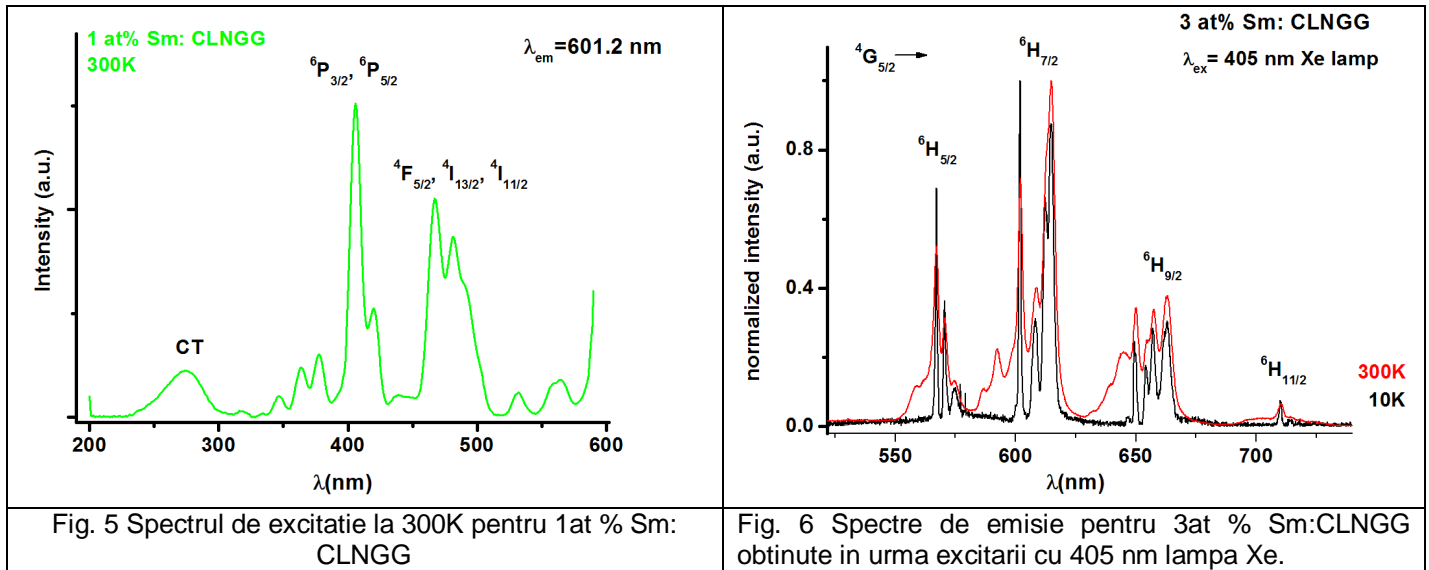 1 at% Sm: CLNGG
300K
λem=601.2 nm
6P3/2, 6P5/2
4F5/2, 4I13/2, 4I11/2
CT
Intensity (a.u.)
200 300 400 500 600
λ(nm)
Fig. 5 Spectrul de excitatie la 300K pentru 1at % Sm:
CLNGG
3 at% Sm: CLNGG
4G5/2 →
6H7/2
λex= 405 nm Xe lamp
6H5/2
6H9/2
6H11/2
300K
10K
normalized intensity (a.u.)
0.8
0.4
0.0
550 600 650 700
λ(nm)
Fig. 6 Spectre de emisie pentru 3at % Sm:CLNGG
obtinute in urma excitarii cu 405 nm lampa Xe.